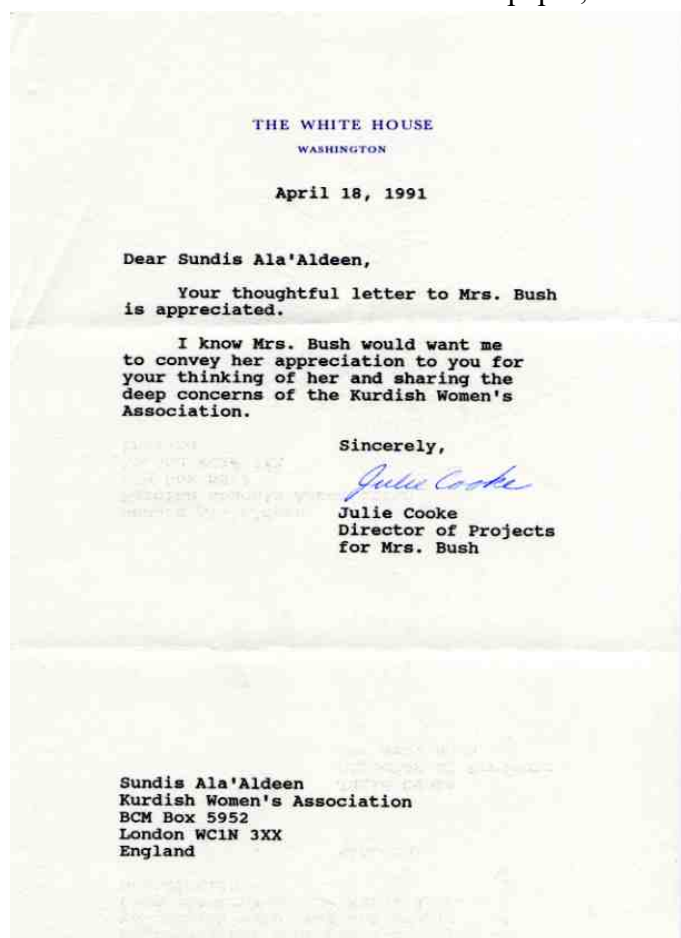 THE WHITE HOUSE
WASHINGTON
April 18, 1991
Dear Sundis Ala'Aldeen,
Your thoughtful letter to Mrs. Bush
is appreciated.
I know Mrs. Bush would want me
to convey her appreciation to you for
your thinking of her and sharing the
deep concerns of the Kurdish Women's
Association.
Sincerely,
Julie Cooke
Julie Cooke
Director of Projects
for Mrs. Bush
Sundis Ala'Aldeen
Kurdish Women's Association
BCM Box 5952
London WC1N 3XX
England